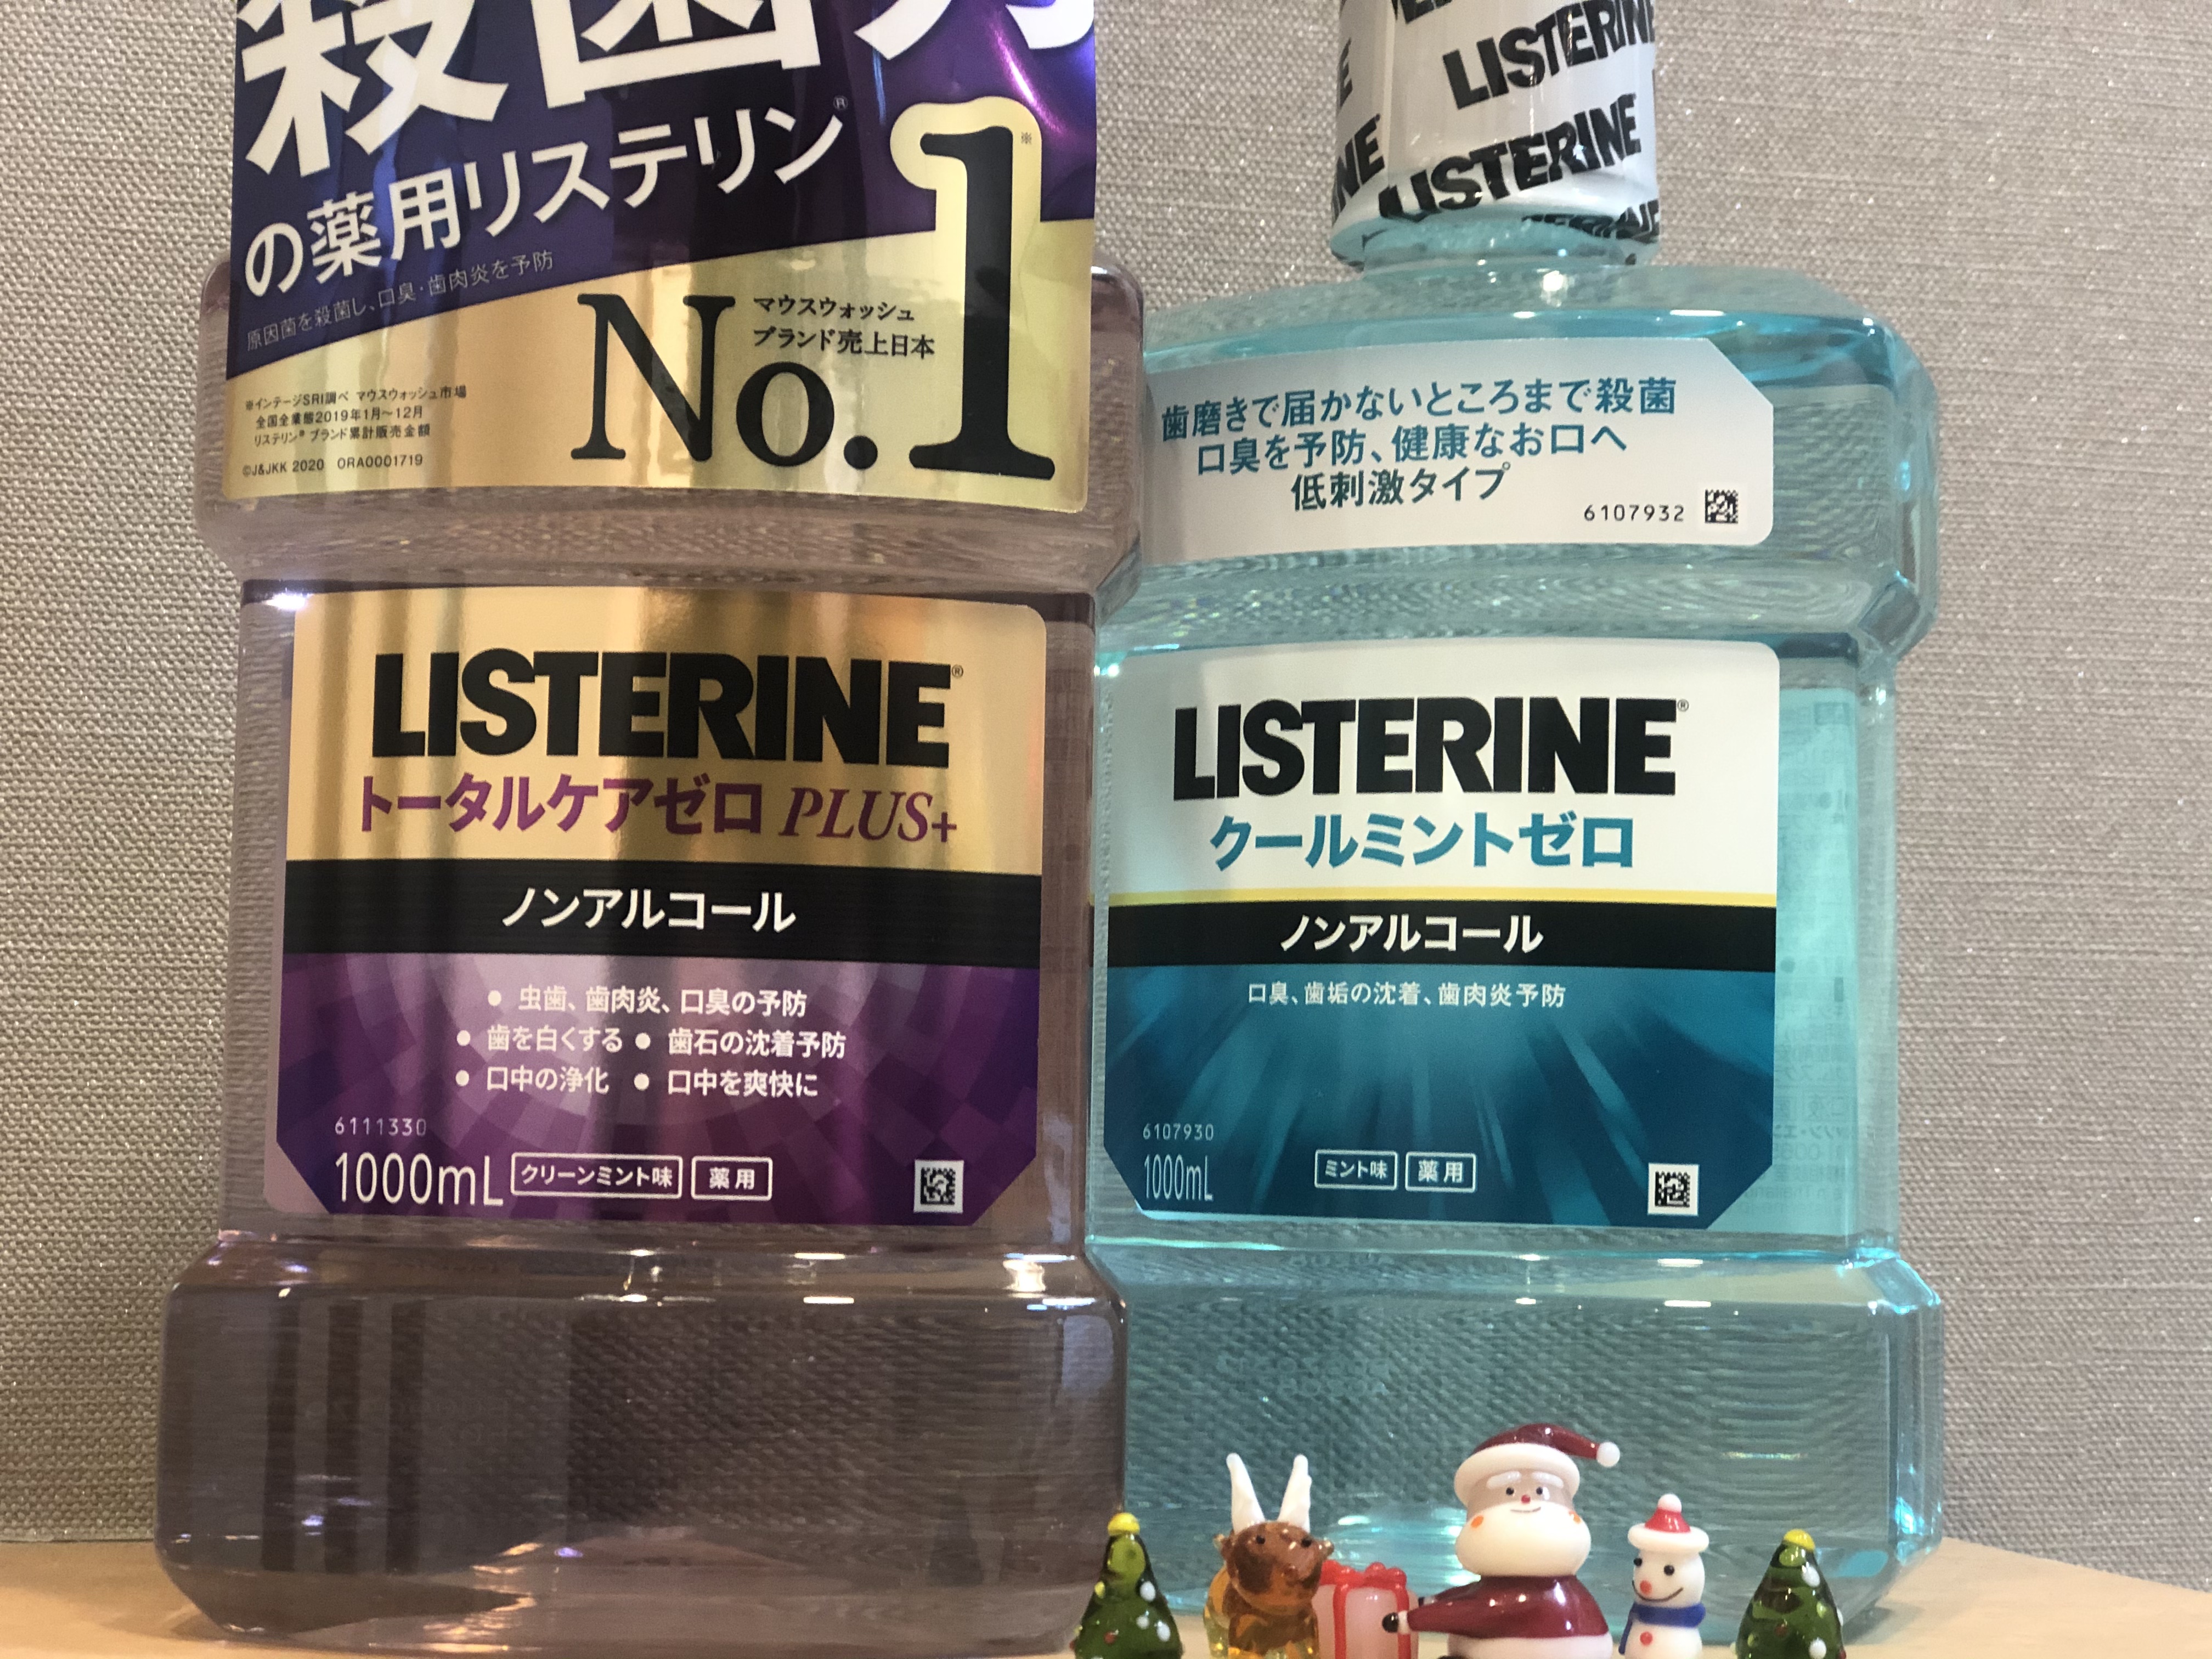 殺菌力
の薬用リステリン®
原因菌を殺菌し、口臭・歯肉炎を予防
マウスウォッシュ
ブランド売上日本
No.1※
※インテージSRI調べ マウスウォッシュ市場
全国全業態2019年1月〜12月
リステリン® ブランド累計販売金額
©J&JKK 2020 ORA0001719
LISTERINE®
トータルケアゼロ PLUS+
ノンアルコール
● 虫歯、歯肉炎、口臭の予防
● 歯を白くする ● 歯石の沈着予防
● 口中の浄化 ● 口中を爽快に
6111330
1000mL クリーンミント味 薬用
LISTERINE
LISTERINE
歯磨きで届かないところまで殺菌
口臭を予防、健康なお口へ
低刺激タイプ
6107932
LISTERINE®
クールミントゼロ
ノンアルコール
口臭、歯垢の沈着、歯肉炎予防
6107930
1000mL ミント味 薬用